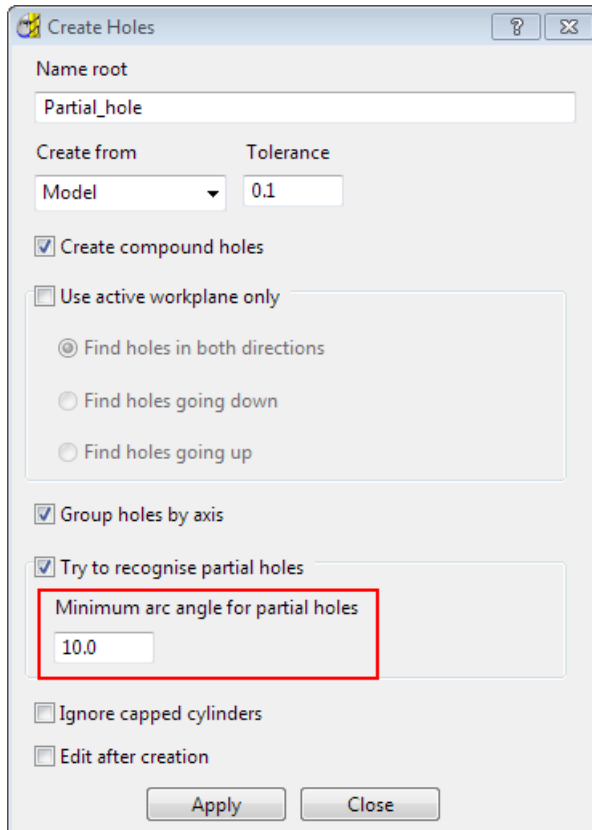 Create Holes
Name root
Partial_hole
Create from Tolerance
Model 0.1
Create compound holes
Use active workplane only
Find holes in both directions
Find holes going down
Find holes going up
Group holes by axis
Try to recognise partial holes
Minimum arc angle for partial holes
10.0
Ignore capped cylinders
Edit after creation
Apply Close